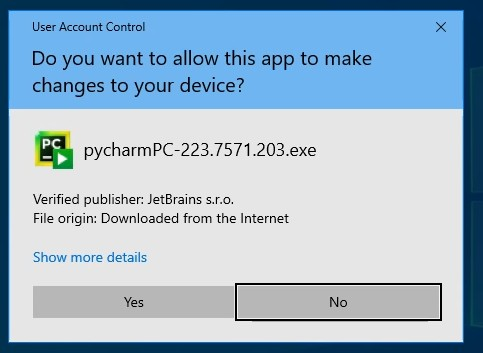 User Account Control
Do you want to allow this app to make
changes to your device?
PC
pycharmPC-223.7571.203.exe
Verified publisher: JetBrains s.r.o.
File origin: Downloaded from the Internet
Show more details
Yes
No